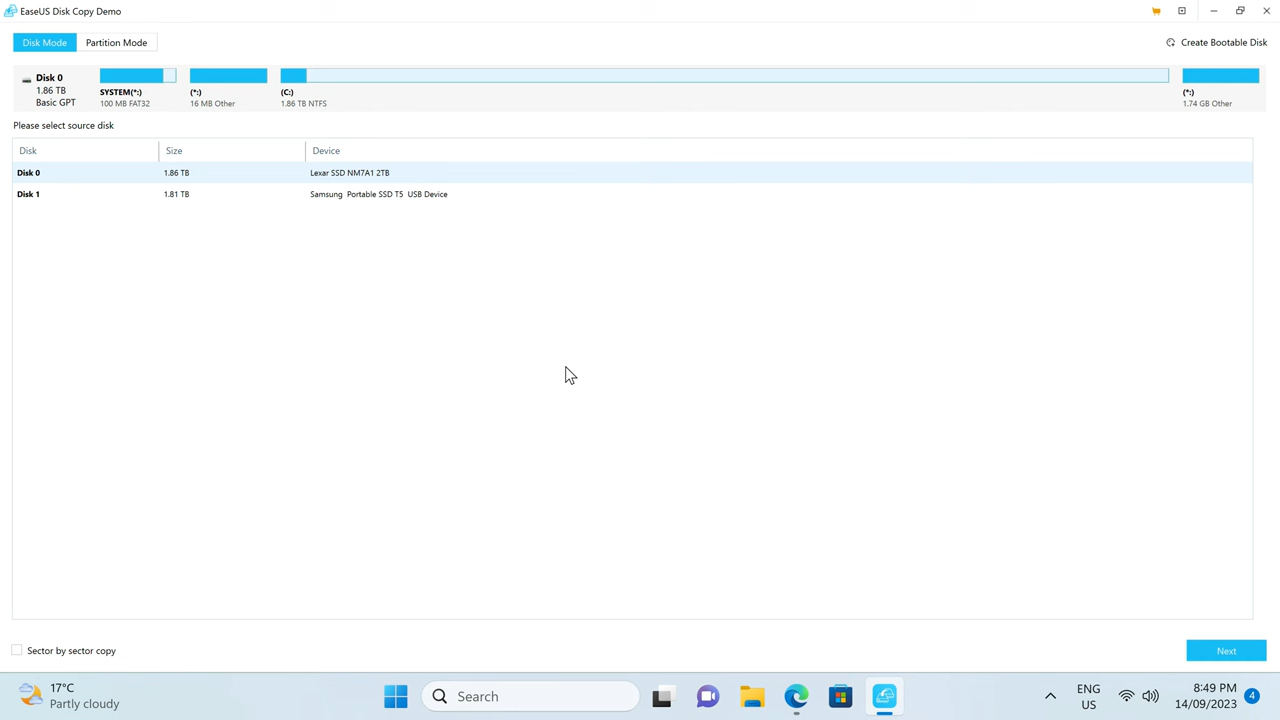 EaseUS Disk Copy Demo
Disk Mode
Partition Mode
Create Bootable Disk
Disk 0
1.86 TB
Basic GPT
SYSTEM(*:)
100 MB FAT32
(*:)
16 MB Other
(C:)
1.86 TB NTFS
(*:)
1.74 GB Other
Please select source disk
Disk Size Device
Disk 0 1.86 TB Lexar SSD NM7A1 2TB
Disk 1 1.81 TB Samsung Portable SSD T5 USB Device
Sector by sector copy
Next
17°C
Partly cloudy
Search
ENG
US
8:49 PM
14/09/2023
4